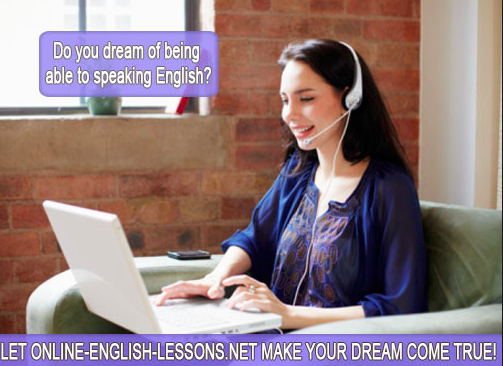 Do you dream of being
able to speaking English?
LET ONLINE-ENGLISH-LESSONS.NET MAKE YOUR DREAM COME TRUE!